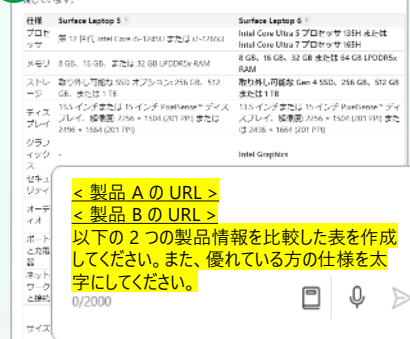 仕様 Surface Laptop 5 Surface Laptop 6
プロセッサ 第 12 世代 Intel Core i5-1245U または i7-1265U Intel Core Ultra 5 プロセッサ 135H または Intel Core Ultra 7 プロセッサ 165H
メモリ 8 GB、16 GB、または 32 GB LPDDR5x RAM 8 GB、16 GB、32 GB または 64 GB LPDDR5x RAM
ストレージ 取り外し可能な SSD オプション: 256 GB、512 GB、または 1 TB 取り外し可能な Gen 4 SSD、256 GB、512 GB または 1 TB
ディスプレイ 13.5 インチまたは 15 インチ PixelSense™ ディスプレイ、解像度: 2256 × 1504 (201 PPI) または 2496 × 1664 (201 PPI) 13.5 インチまたは 15 インチ PixelSense™ ディスプレイ、解像度: 2256 × 1504 (201 PPI) または 2496 × 1664 (201 PPI)
グラフィックス - Intel Graphics
セキュリティ
オーディオ
ポートと充電器
ネットワークと接続
サイズ
< 製品 A の URL >
< 製品 B の URL >
以下の 2 つの製品情報を比較した表を作成
してください。また、優れている方の仕様を太
字にしてください。
0/2000